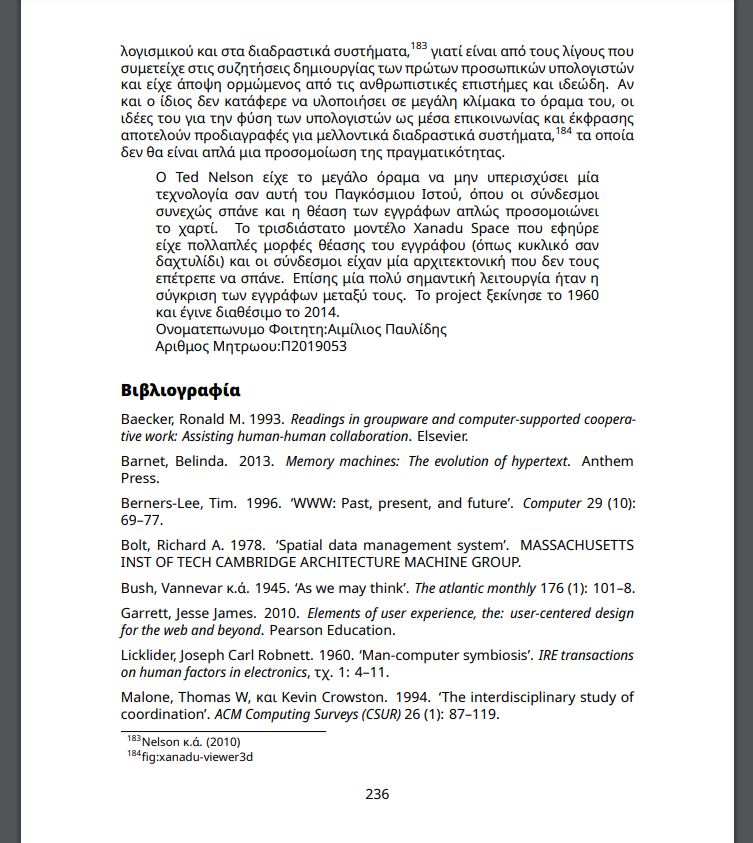 λογισμικού και στα διαδραστικά συστήματα,183 γιατί είναι από τους λίγους που
συμετείχε στις συζητήσεις δημιουργίας των πρώτων προσωπικών υπολογιστών
και είχε άποψη ορμώμενος από τις ανθρωπιστικές επιστήμες και ιδεώδη. Αν
και ο ίδιος δεν κατάφερε να υλοποιήσει σε μεγάλη κλίμακα το όραμα του, οι
ιδέες του για την φύση των υπολογιστών ως μέσα επικοινωνίας και έκφρασης
αποτελούν προδιαγραφές για μελλοντικά διαδραστικά συστήματα,184 τα οποία
δεν θα είναι απλά μια προσομοίωση της πραγματικότητας.
Ο Ted Nelson είχε το μεγάλο όραμα να μην υπερισχύσει μία
τεχνολογία σαν αυτή του Παγκόσμιου Ιστού, όπου οι σύνδεσμοι
συνεχώς σπάνε και η θέαση των εγγράφων απλώς προσομοιώνει
το χαρτί. Το τρισδιάστατο μοντέλο Xanadu Space που εφηύρε
είχε πολλαπλές μορφές θέασης του εγγράφου (όπως κυκλικό σαν
δαχτυλίδι) και οι σύνδεσμοι είχαν μία αρχιτεκτονική που δεν τους
επέτρεπε να σπάνε. Επίσης μία πολύ σημαντική λειτουργία ήταν η
σύγκριση των εγγράφων μεταξύ τους. Το project ξεκίνησε το 1960
και έγινε διαθέσιμο το 2014.
Ονοματεπωνυμο Φοιτητη:Αιμίλιος Παυλίδης
Αριθμος Μητρωου:Π2019053
Βιβλιογραφία
Baecker, Ronald M. 1993. Readings in groupware and computer-supported coopera-
tive work: Assisting human-human collaboration. Elsevier.
Barnet, Belinda. 2013. Memory machines: The evolution of hypertext. Anthem
Press.
Berners-Lee, Tim. 1996. ‘WWW: Past, present, and future’. Computer 29 (10):
69–77.
Bolt, Richard A. 1978. ‘Spatial data management system’. MASSACHUSETTS
INST OF TECH CAMBRIDGE ARCHITECTURE MACHINE GROUP.
Bush, Vannevar κ.ά. 1945. ‘As we may think’. The atlantic monthly 176 (1): 101–8.
Garrett, Jesse James. 2010. Elements of user experience, the: user-centered design
for the web and beyond. Pearson Education.
Licklider, Joseph Carl Robnett. 1960. ‘Man-computer symbiosis’. IRE transactions
on human factors in electronics, τχ. 1: 4–11.
Malone, Thomas W, και Kevin Crowston. 1994. ‘The interdisciplinary study of
coordination’. ACM Computing Surveys (CSUR) 26 (1): 87–119.
183Nelson κ.ά. (2010)
184fig:xanadu-viewer3d
236